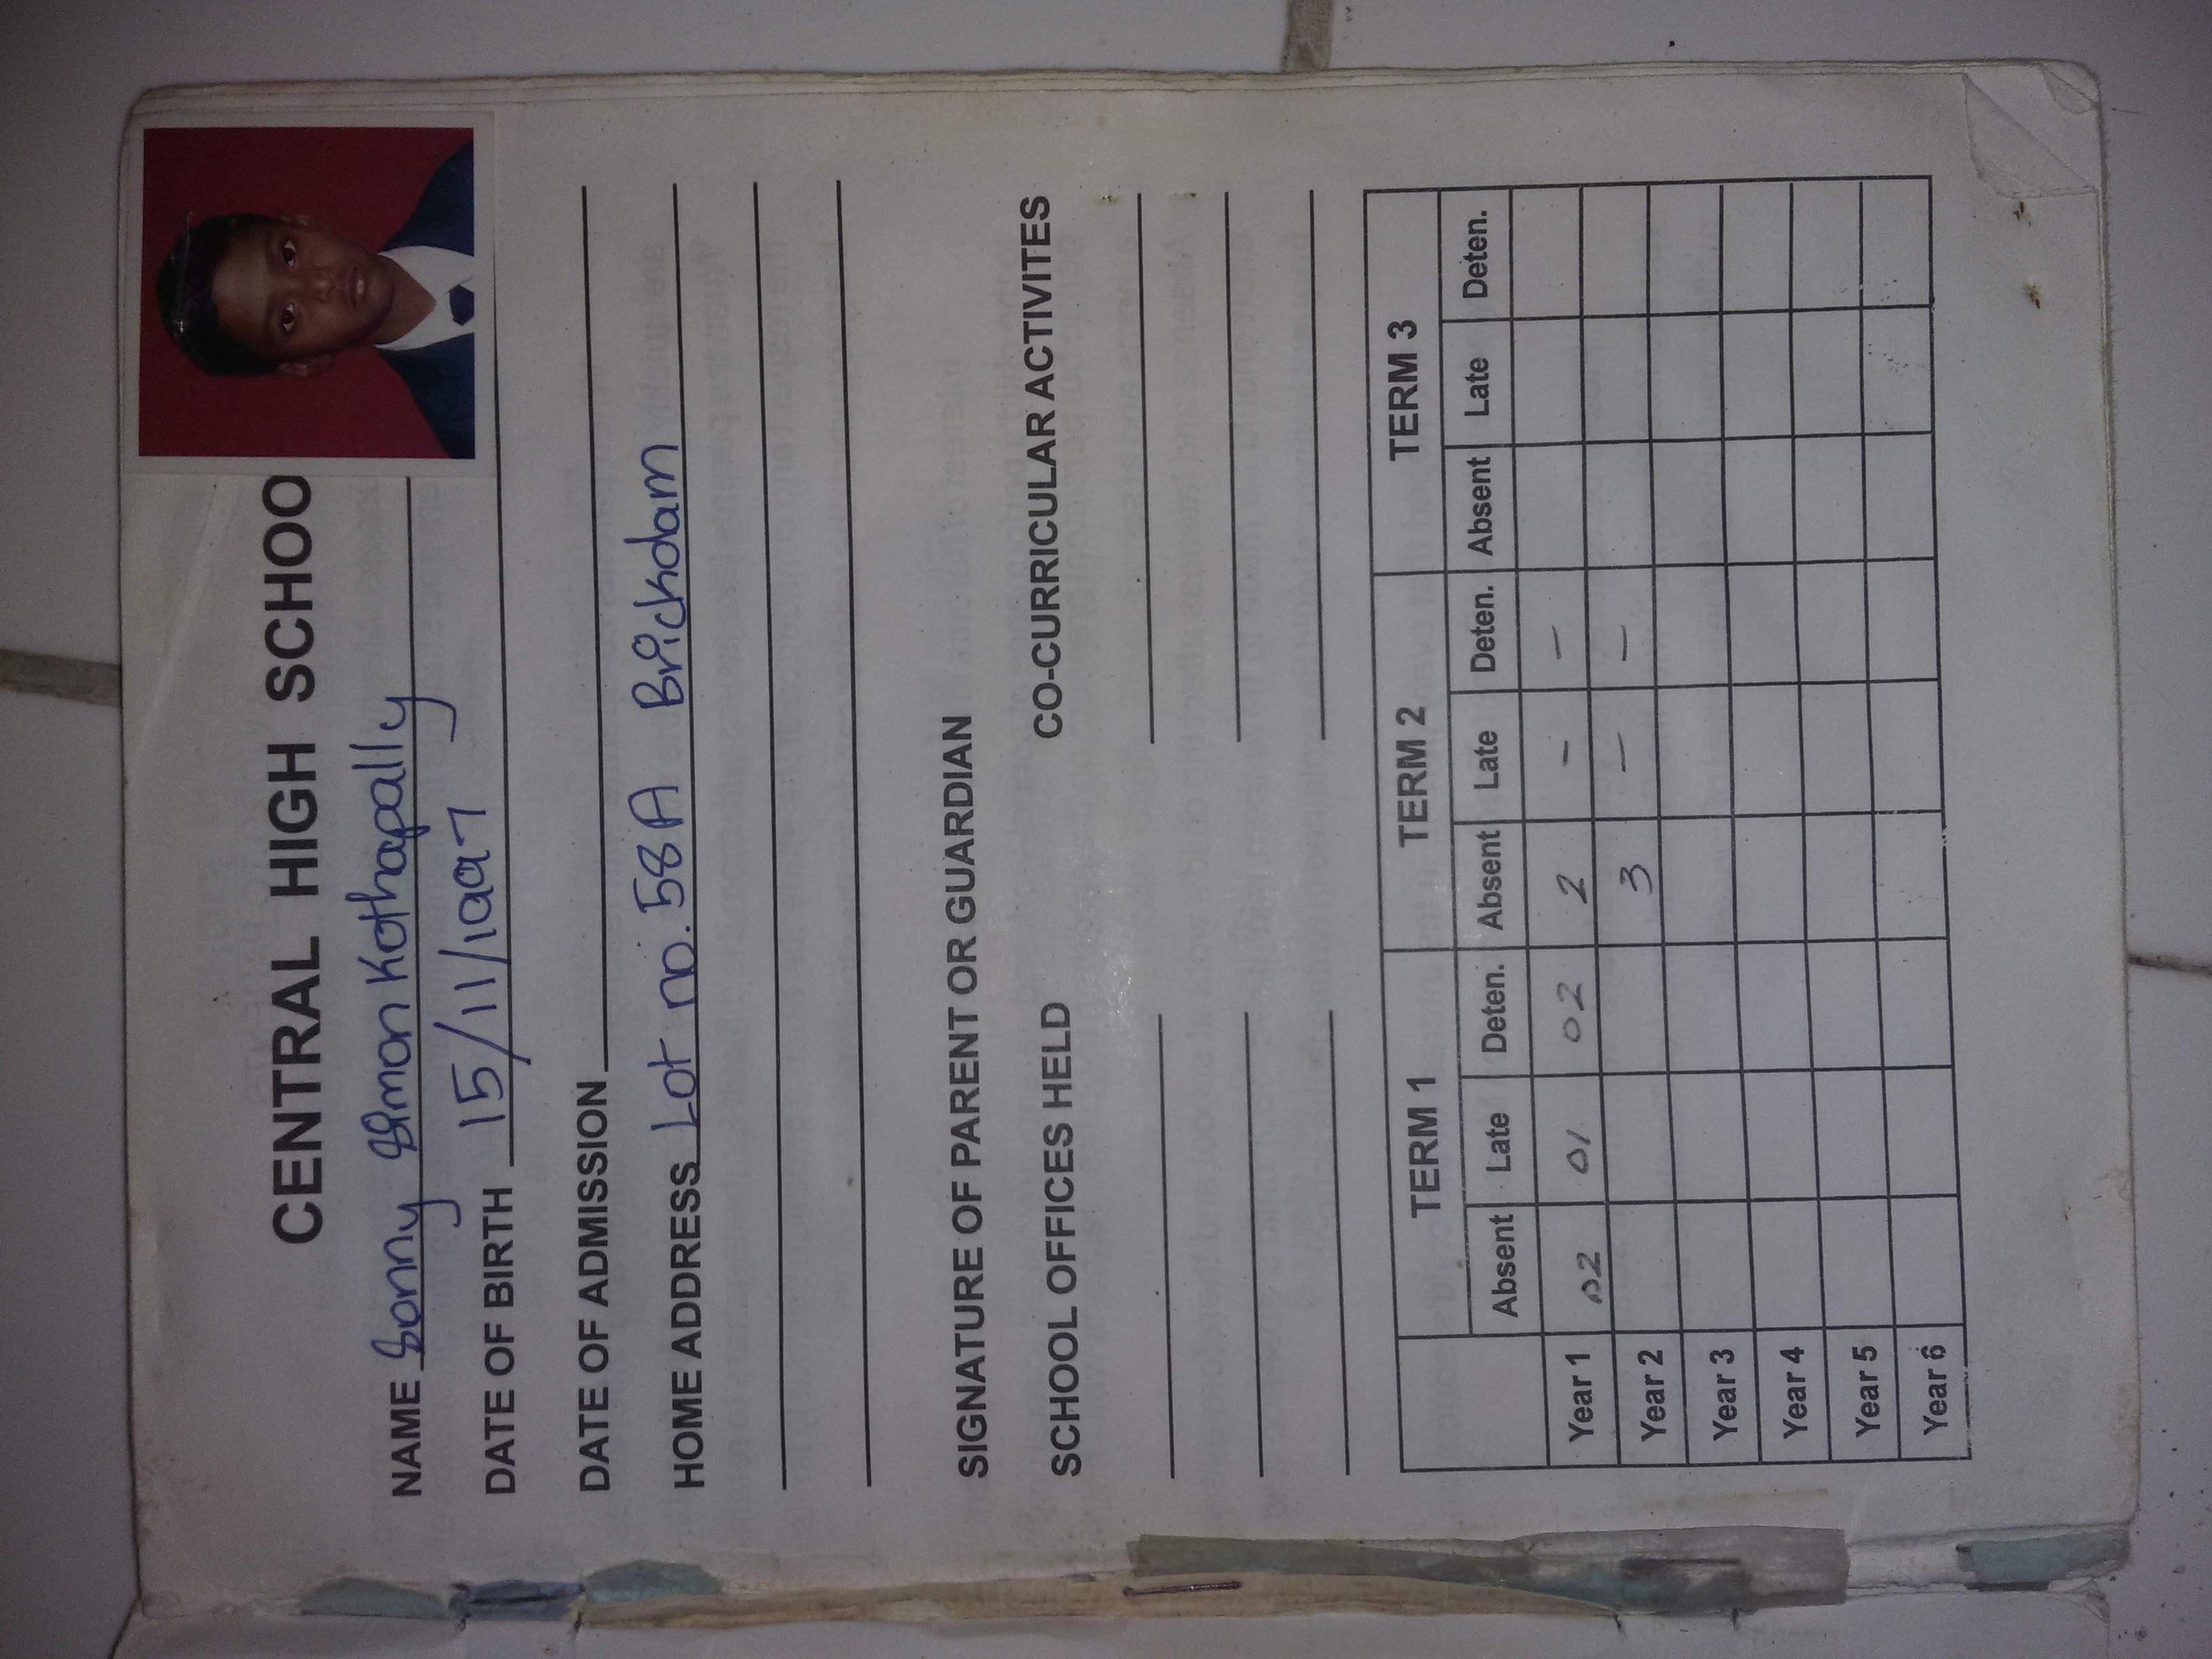 CENTRAL HIGH SCHOO
NAME Sonny Simon Kothapally
DATE OF BIRTH 15/11/1997
DATE OF ADMISSION
HOME ADDRESS Lot no. 58A Brickdam
SIGNATURE OF PARENT OR GUARDIAN
SCHOOL OFFICES HELD CO-CURRICULAR ACTIVITES
TERM 1 TERM 2 TERM 3
Absent Late Deten. Absent Late Deten. Absent Late Deten.
Year 1 02 01 02 2 - -
Year 2 3 - -
Year 3
Year 4
Year 5
Year 6